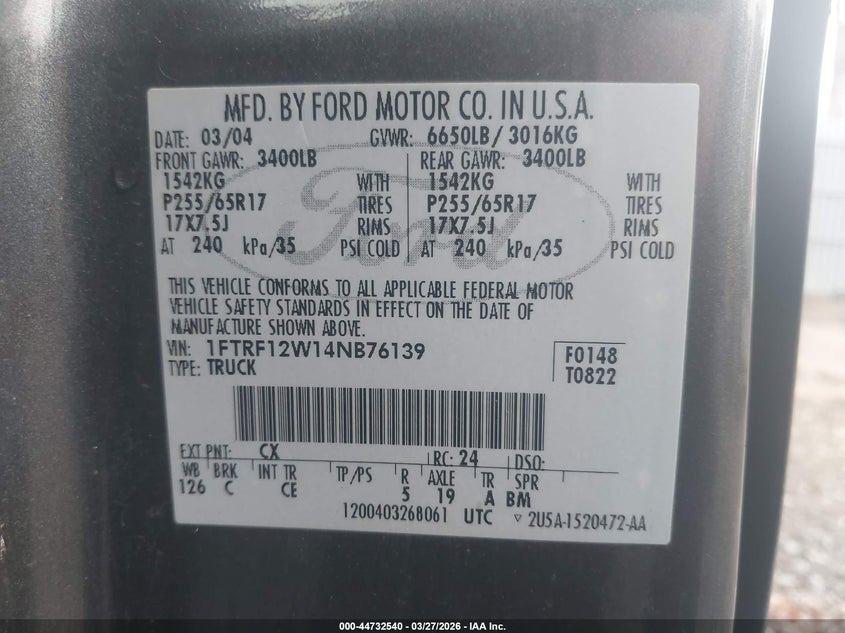 MFD. BY FORD MOTOR CO. IN U.S.A.
DATE: 03/04 GVWR: 6650LB/ 3016KG
FRONT GAWR: 3400LB REAR GAWR: 3400LB
1542KG WITH 1542KG WITH
P255/65R17 TIRES P255/65R17 TIRES
17X7.5J RIMS 17X7.5J RIMS
AT 240 kPa/35 PSI COLD AT 240 kPa/35 PSI COLD
Ford
THIS VEHICLE CONFORMS TO ALL APPLICABLE FEDERAL MOTOR
VEHICLE SAFETY STANDARDS IN EFFECT ON THE DATE OF
MANUFACTURE SHOWN ABOVE.
VIN: 1FTRF12W14NB76139 F0148
TYPE: TRUCK T0822
EXT PNT: CX RC: 24 DSO:
WB BRK INT TR TP/PS R AXLE TR SPR
126 C CE 5 19 A BM
1200403268061 UTC ▽ 2U5A-1520472-AA
000-44732540 - 03/27/2026 - IAA Inc.